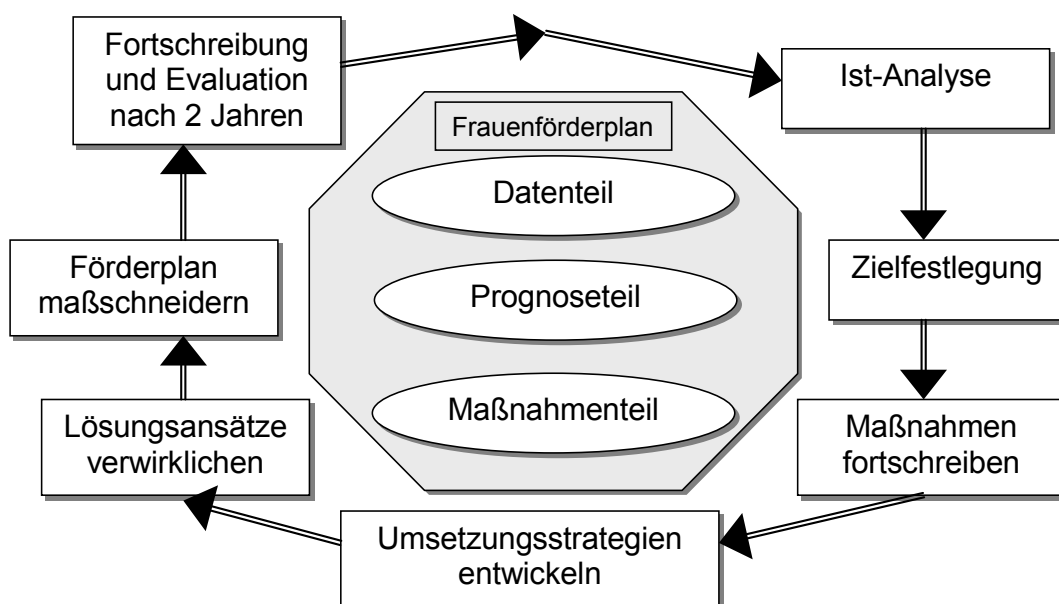 Fortschreibung
und Evaluation
nach 2 Jahren
Ist-Analyse
Frauenförderplan
Datenteil
Prognoseteil
Maßnahmenteil
Zielfestlegung
Maßnahmen
fortschreiben
Umsetzungsstrategien
entwickeln
Lösungsansätze
verwirklichen
Förderplan
maßschneidern